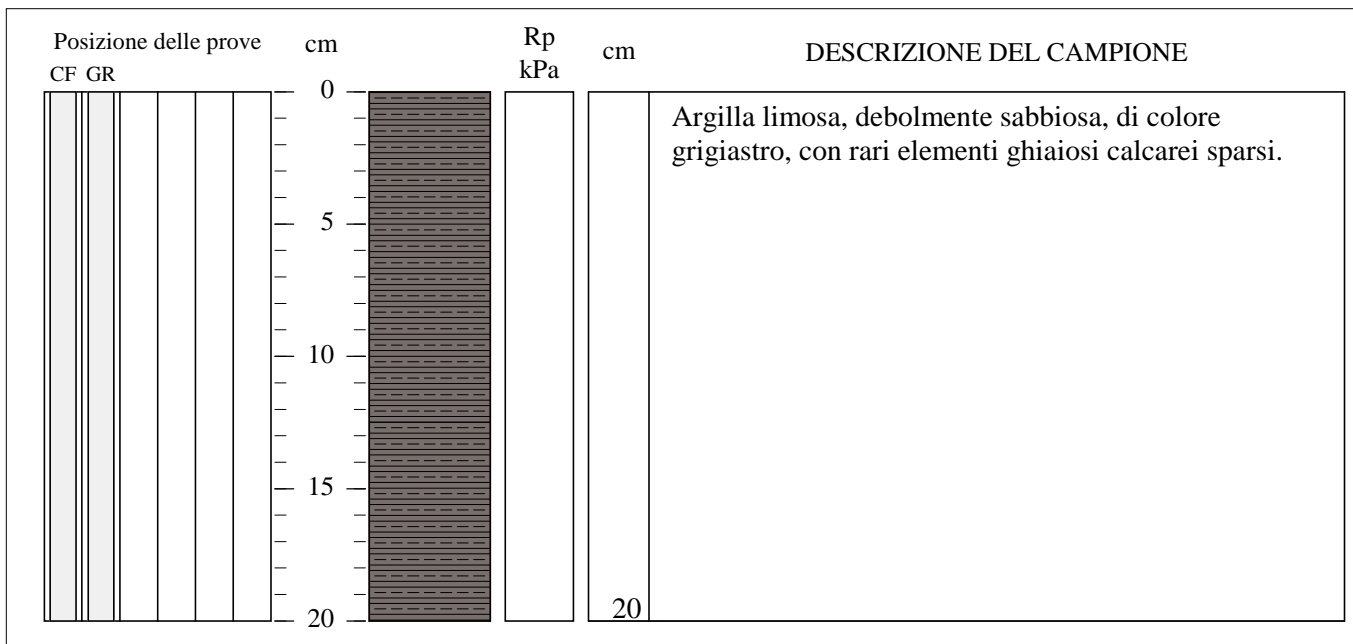 Posizione delle prove
cm
Rp
kPa
cm
DESCRIZIONE DEL CAMPIONE
CF GR
0
5
10
15
20
20
Argilla limosa, debolmente sabbiosa, di colore
grigiastro, con rari elementi ghiaiosi calcarei sparsi.